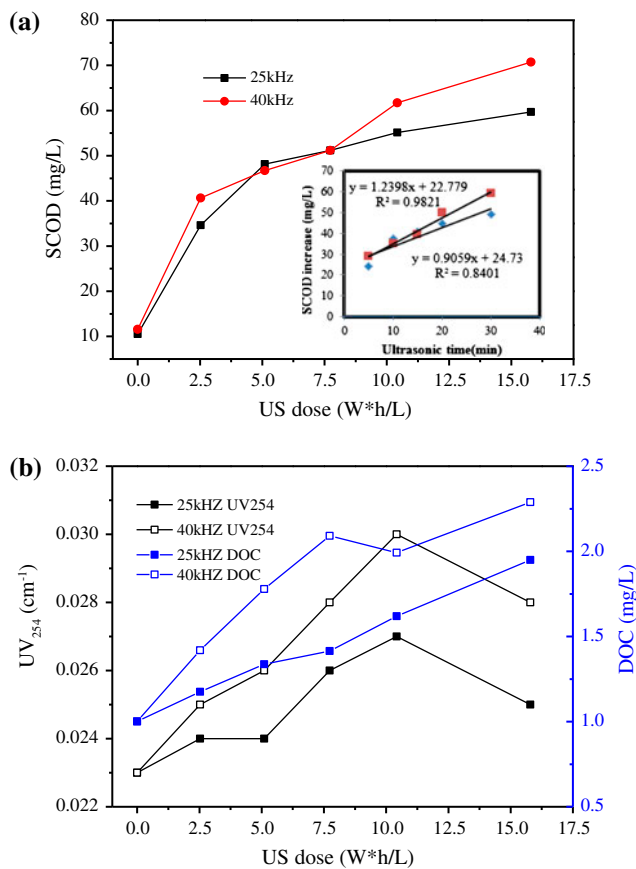 (a)
80
70
60
50
40
30
20
10
SCOD (mg/L)
25kHz
40kHz
70
60
50
40
30
20
10
0
SCOD increase (mg/L)
y = 1.2398x + 22.779
R² = 0.9821
y = 0.9059x + 24.73
R² = 0.8401
0 10 20 30 40
Ultrasonic time(min)
0.0 2.5 5.0 7.5 10.0 12.5 15.0 17.5
US dose (W*h/L)
(b)
0.032
0.030
0.028
0.026
0.024
0.022
UV254 (cm-1)
25kHZ UV254
40kHZ UV254
25kHZ DOC
40kHZ DOC
2.5
2.0
1.5
1.0
0.5
DOC (mg/L)
0.0 2.5 5.0 7.5 10.0 12.5 15.0 17.5
US dose (W*h/L)